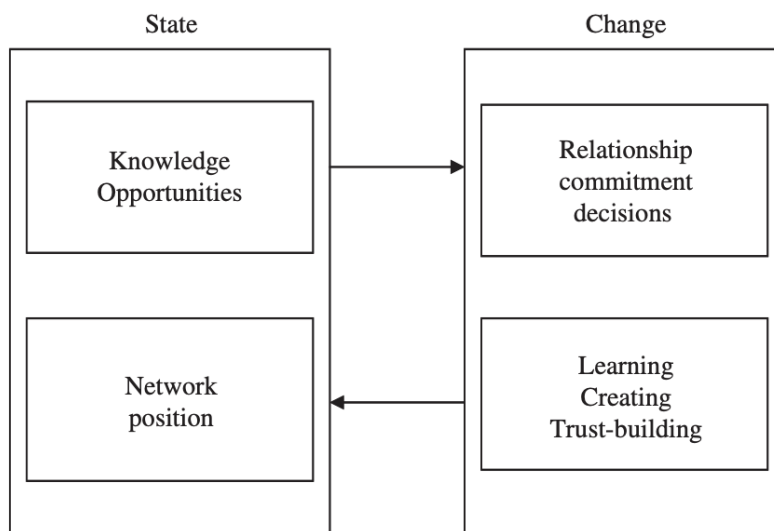 State
Change
Knowledge
Opportunities
Relationship
commitment
decisions
Network
position
Learning
Creating
Trust-building